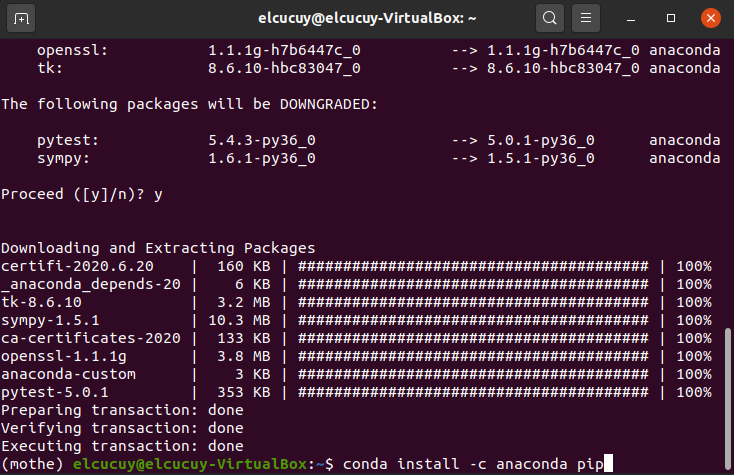 elcucuy@elcucuy-VirtualBox: ~
openssl: 1.1.1g-h7b6447c_0 --> 1.1.1g-h7b6447c_0 anaconda
tk: 8.6.10-hbc83047_0 --> 8.6.10-hbc83047_0 anaconda
The following packages will be DOWNGRADED:
pytest: 5.4.3-py36_0 --> 5.0.1-py36_0 anaconda
sympy: 1.6.1-py36_0 --> 1.5.1-py36_0 anaconda
Proceed ([y]/n)? y
Downloading and Extracting Packages
certifi-2020.6.20 | 160 KB | ####################################### | 100%
_anaconda_depends-20 | 6 KB | ####################################### | 100%
tk-8.6.10 | 3.2 MB | ####################################### | 100%
sympy-1.5.1 | 10.3 MB | ####################################### | 100%
ca-certificates-2020 | 133 KB | ####################################### | 100%
openssl-1.1.1g | 3.8 MB | ####################################### | 100%
anaconda-custom | 3 KB | ####################################### | 100%
pytest-5.0.1 | 353 KB | ####################################### | 100%
Preparing transaction: done
Verifying transaction: done
Executing transaction: done
(mothe) elcucuy@elcucuy-VirtualBox:~$ conda install -c anaconda pip